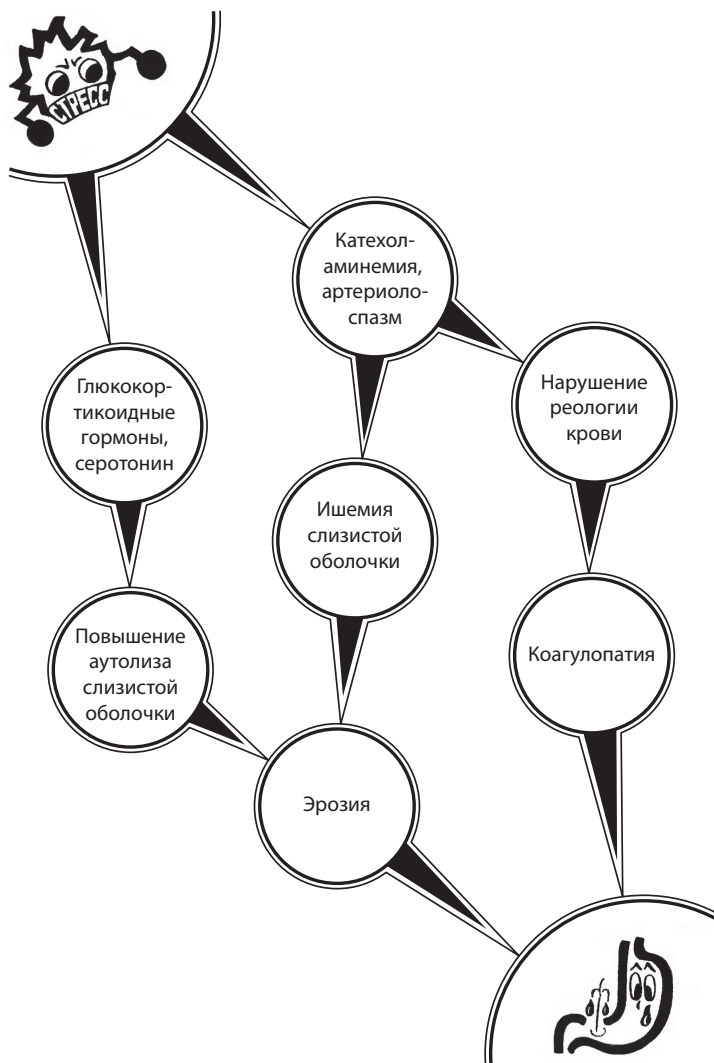 СТРЕСС
Катехол-
аминемия,
артериоло-
спазм
Глюкокор-
тикоидные
гормоны,
серотонин
Нарушение
реологии
крови
Ишемия
слизистой
оболочки
Повышение
аутолиза
слизистой
оболочки
Коагулопатия
Эрозия